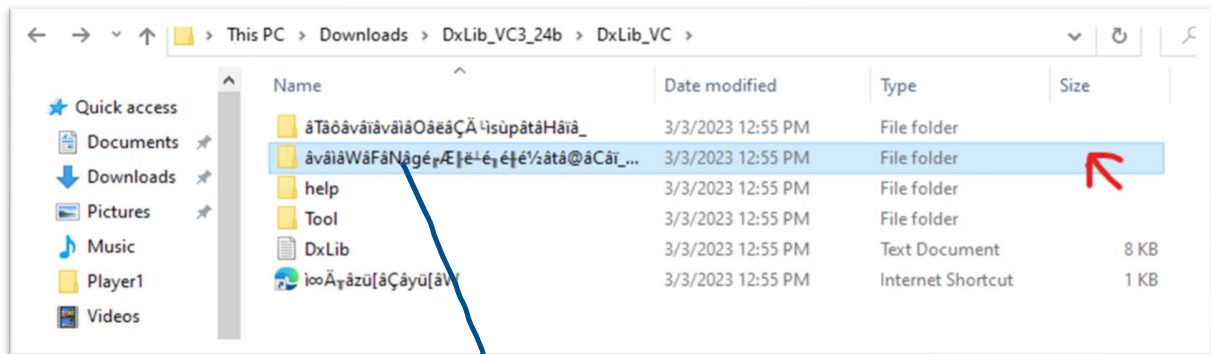 This PC > Downloads > DxLib_VC3_24b > DxLib_VC >
Name Date modified Type Size
Quick access
Documents
Downloads
Pictures
Music
Player1
Videos
3/3/2023 12:55 PM File folder
3/3/2023 12:55 PM File folder
help 3/3/2023 12:55 PM File folder
Tool 3/3/2023 12:55 PM File folder
DxLib 3/3/2023 12:55 PM Text Document 8 KB
3/3/2023 12:55 PM Internet Shortcut 1 KB